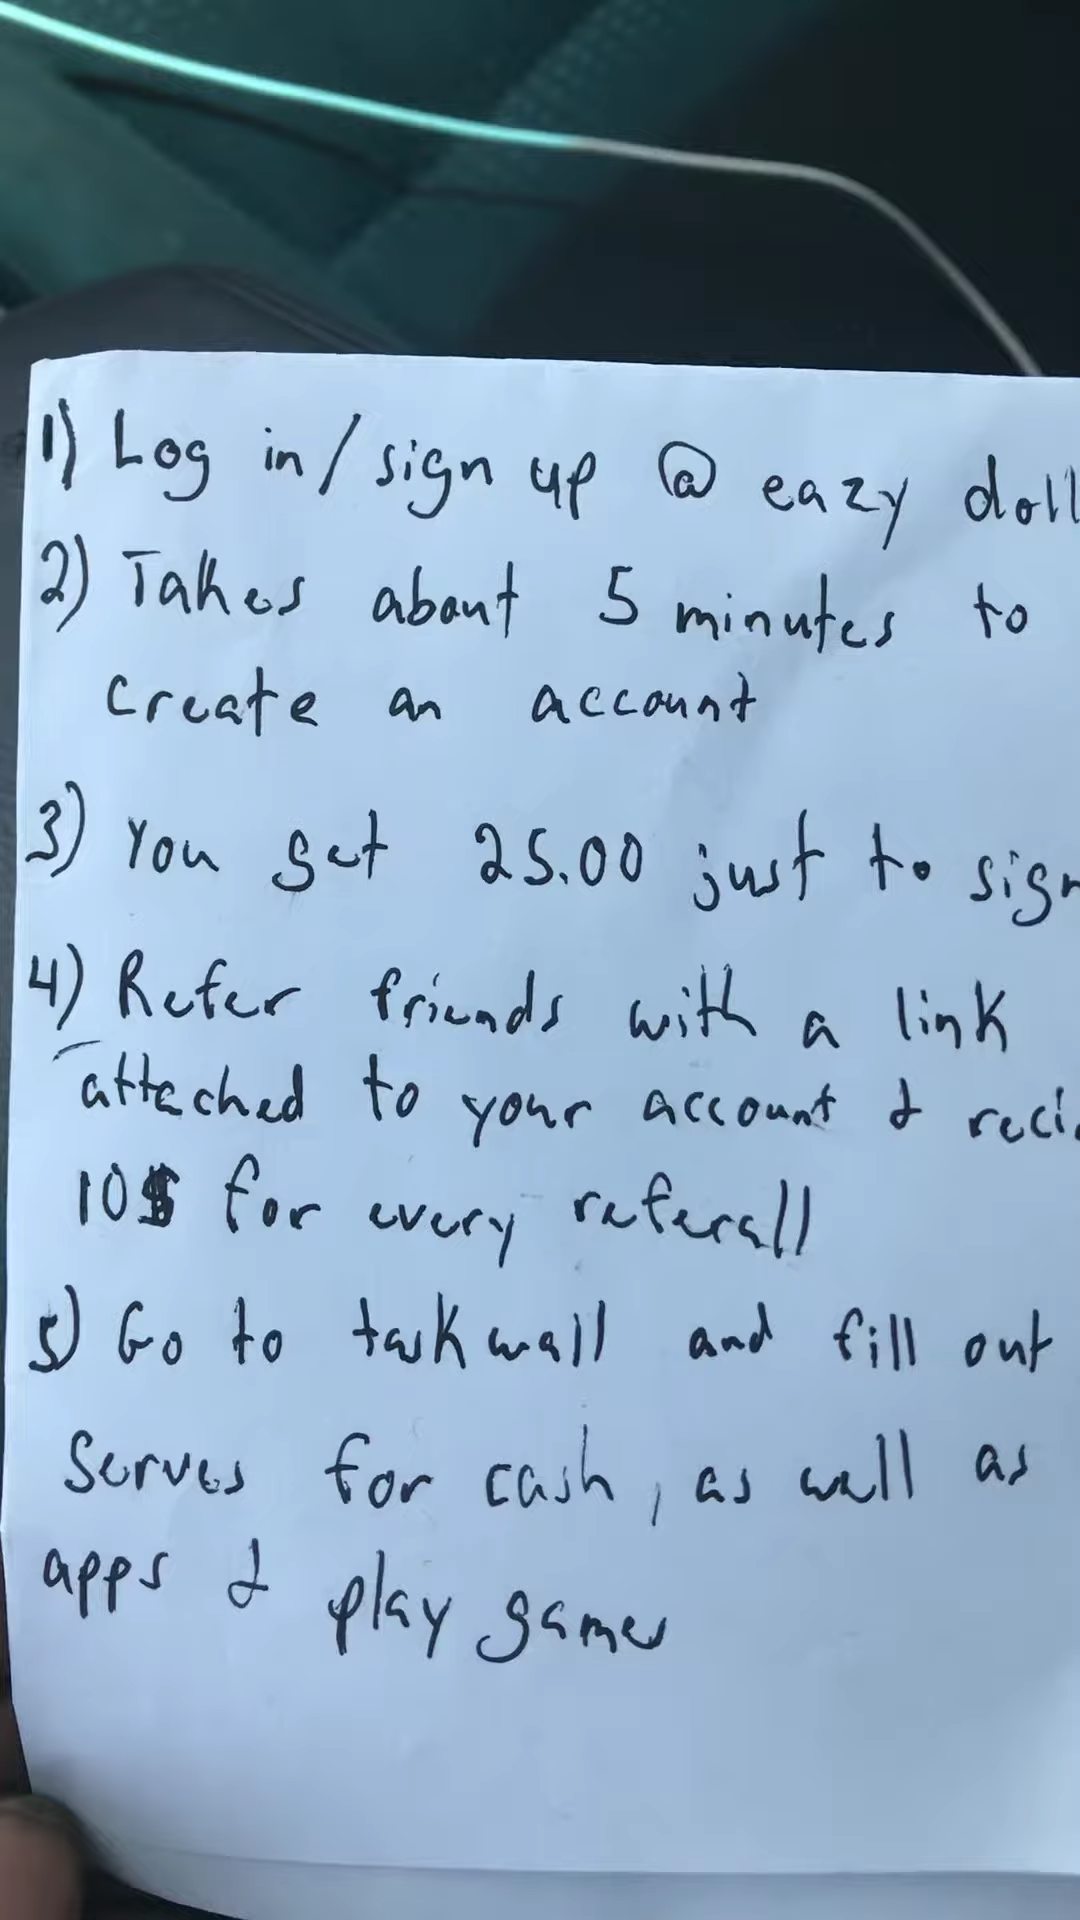 1) Log in/sign up @ eazy doll
2) Takes about 5 minutes to
create an account
3) You get 25.00 just to sign
4) Refer friends with a link
attached to your account & reci
10$ for every referall
5) Go to taskwall and fill out
Serves for cash, as well as
apps & play games